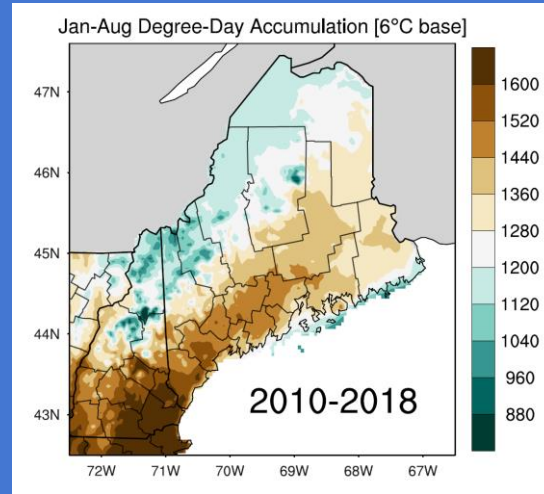 Jan-Aug Degree-Day Accumulation [6°C base]
47N
46N
45N
44N
43N
72W 71W 70W 69W 68W 67W
2010-2018
1600
1520
1440
1360
1280
1200
1120
1040
960
880